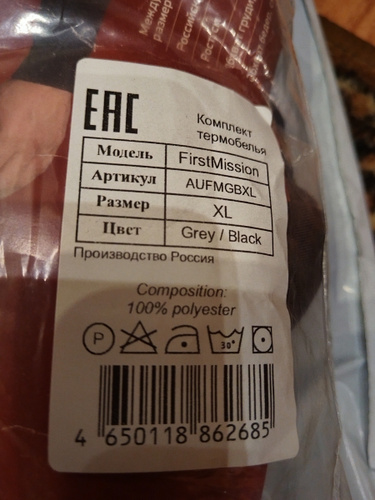 EAC
Комплект
термобелья
Модель FirstMission
Артикул AUFMGBXL
Размер XL
Цвет Grey / Black
Производство Россия
Composition:
100% polyester
P
30°
4 650118 862685